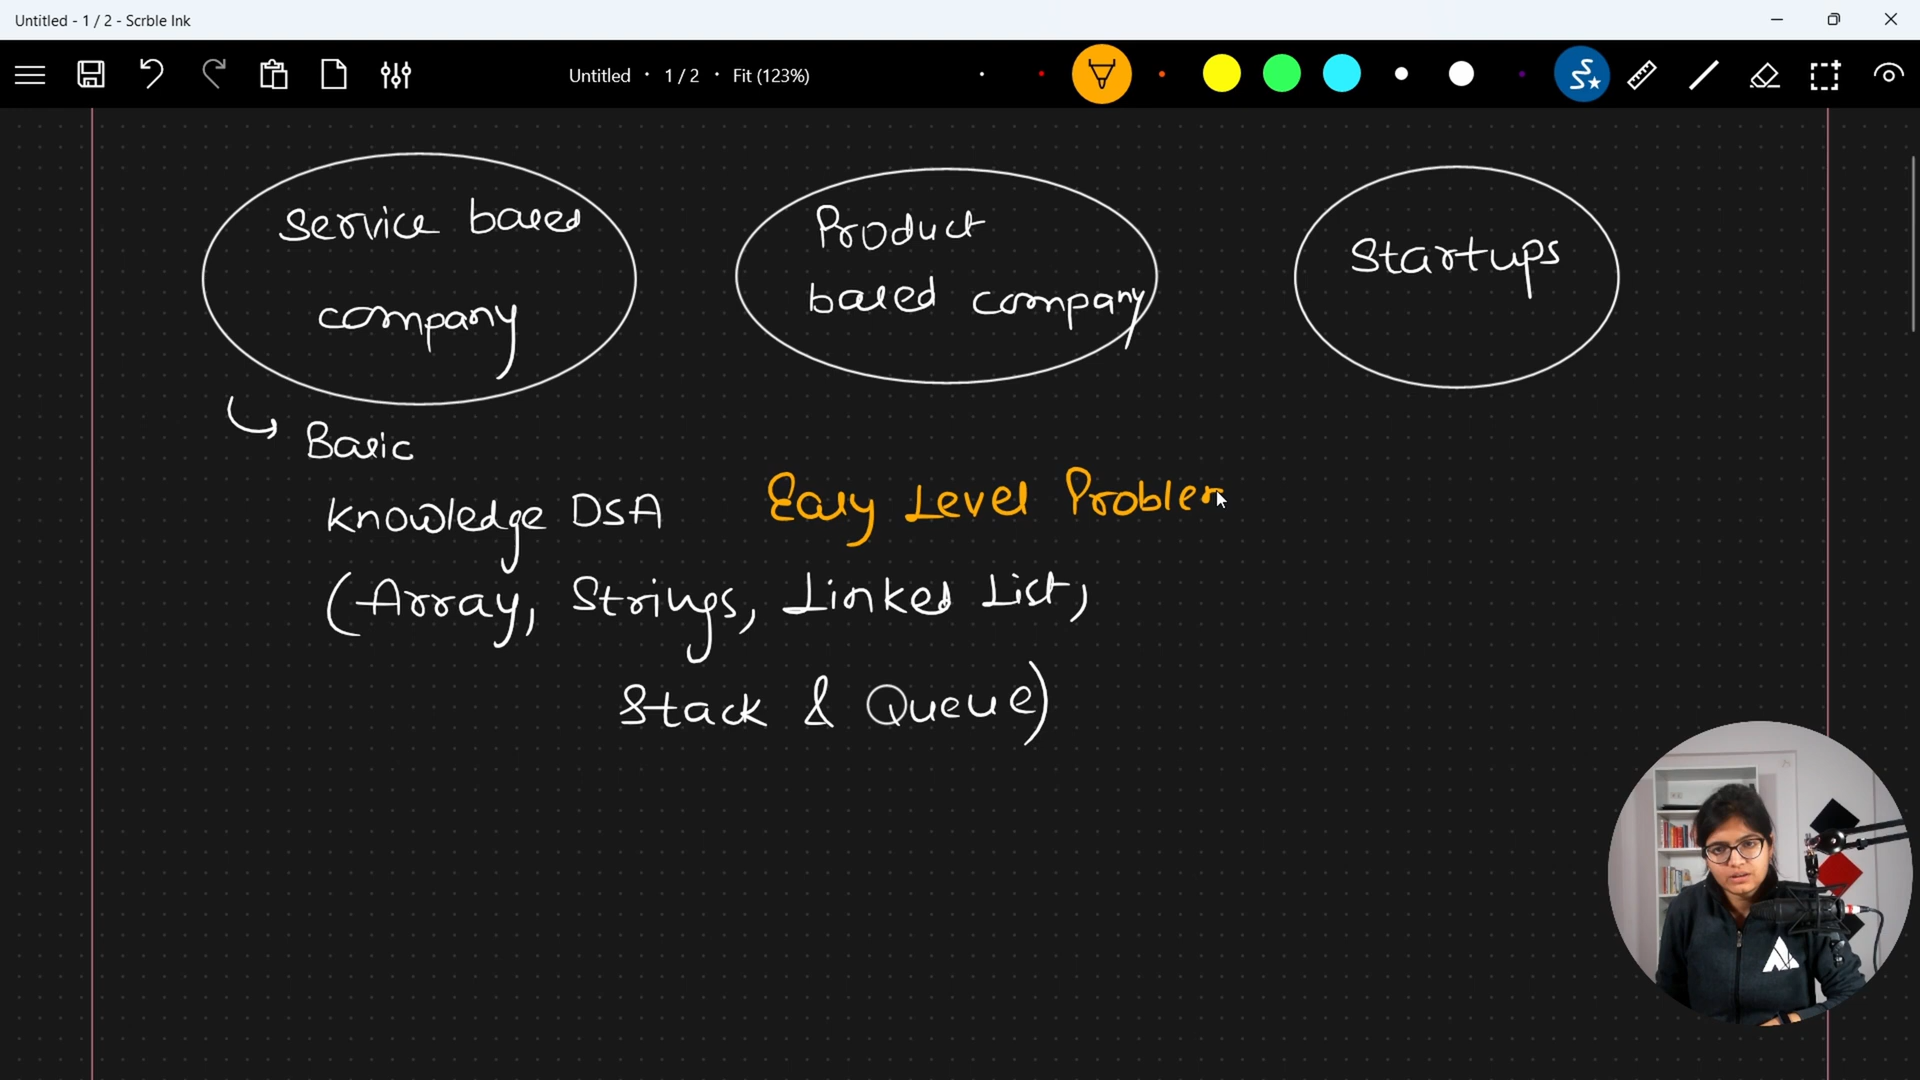 Untitled - 1 / 2 - Scrble Ink
Untitled • 1 / 2 • Fit (123%)
Service based
company
Product
based company
Startups
Basic
Knowledge DSA
Easy Level Problem
(Array, Strings, Linked List,
Stack & Queue)